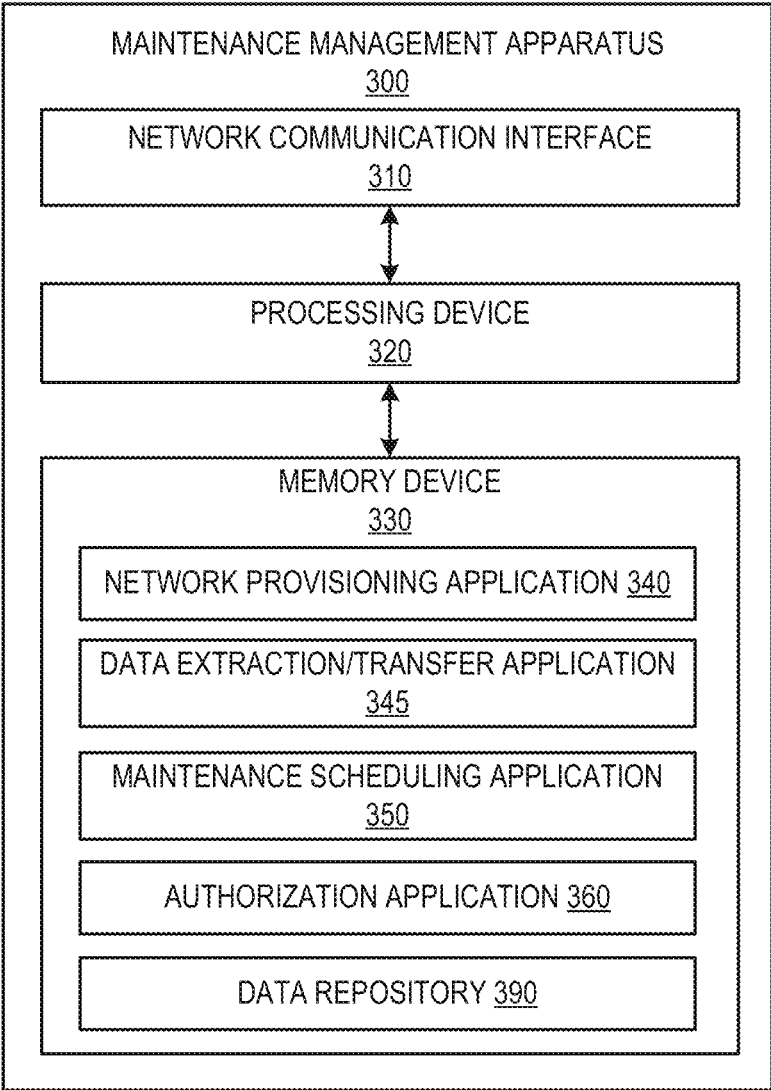 MAINTENANCE MANAGEMENT APPARATUS
300
NETWORK COMMUNICATION INTERFACE
310
PROCESSING DEVICE
320
MEMORY DEVICE
330
NETWORK PROVISIONING APPLICATION 340
DATA EXTRACTION/TRANSFER APPLICATION
345
MAINTENANCE SCHEDULING APPLICATION
350
AUTHORIZATION APPLICATION 360
DATA REPOSITORY 390